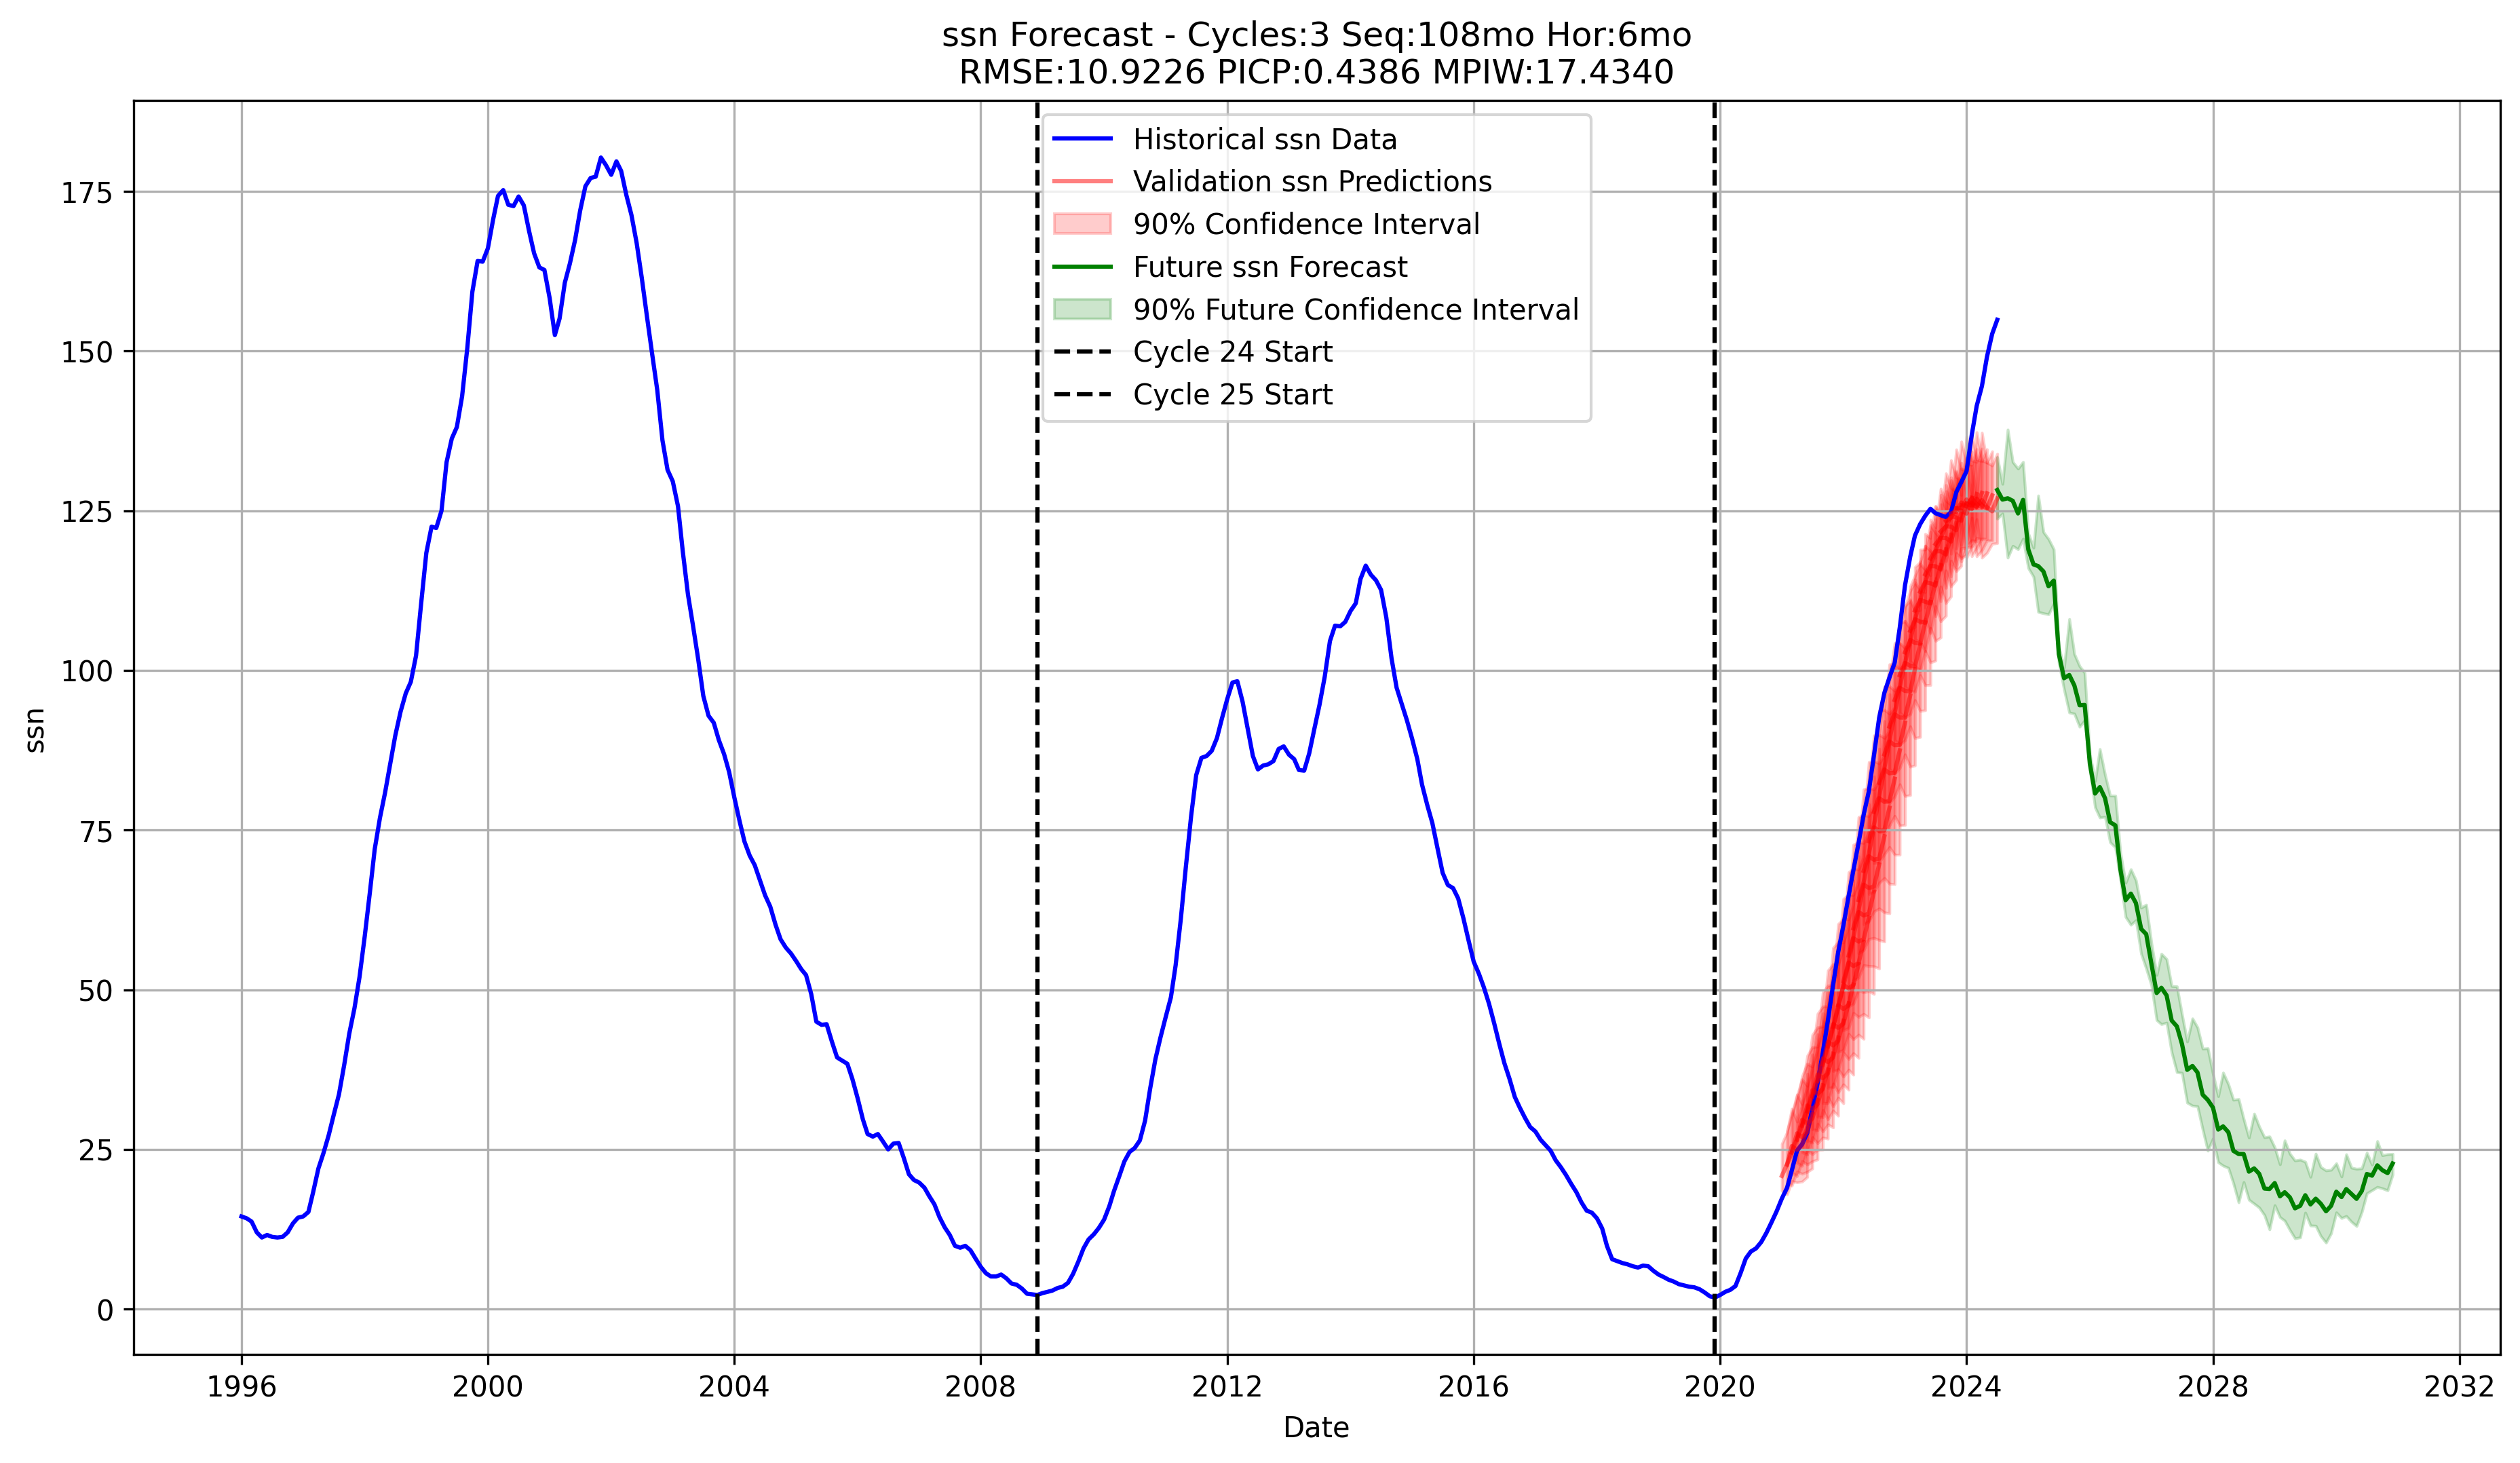 ssn Forecast - Cycles:3 Seq:108mo Hor:6mo
RMSE:10.9226 PICP:0.4386 MPIW:17.4340
Historical ssn Data
Validation ssn Predictions
90% Confidence Interval
Future ssn Forecast
90% Future Confidence Interval
Cycle 24 Start
Cycle 25 Start
175
150
125
100
75
50
25
0
ssn
1996 2000 2004 2008 2012 2016 2020 2024 2028 2032
Date